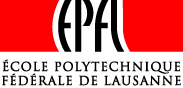 EPFL
ÉCOLE POLYTECHNIQUE
FÉDÉRALE DE LAUSANNE